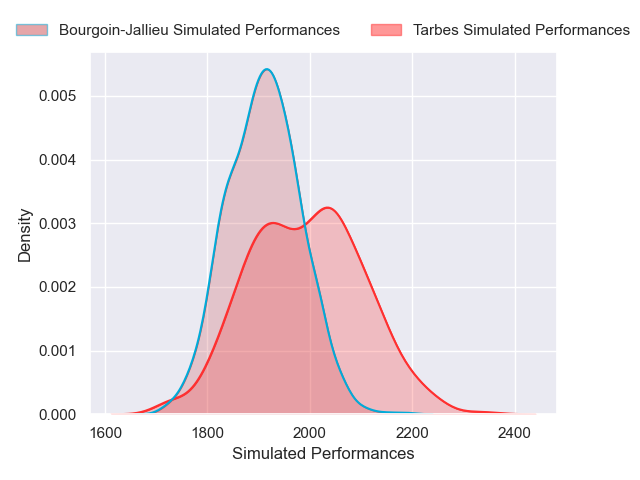 Bourgoin-Jallieu Simulated Performances
Tarbes Simulated Performances
Density
0.005
0.004
0.003
0.002
0.001
0.000
1600
1800
2000
2200
2400
Simulated Performances